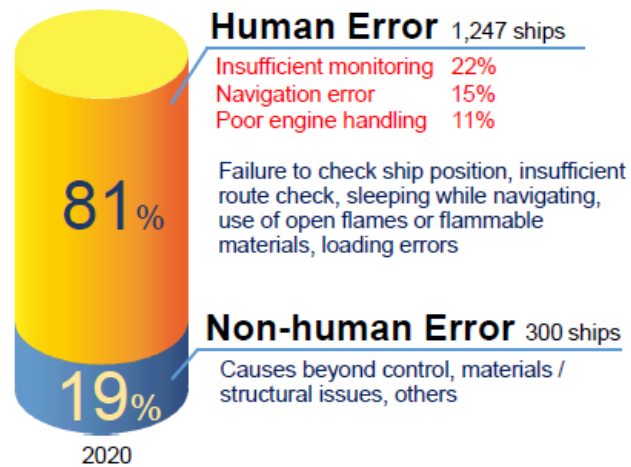 Human Error 1,247 ships
Insufficient monitoring 22%
Navigation error 15%
Poor engine handling 11%
81%
Failure to check ship position, insufficient
route check, sleeping while navigating,
use of open flames or flammable
materials, loading errors
Non-human Error 300 ships
19%
Causes beyond control, materials /
structural issues, others
2020